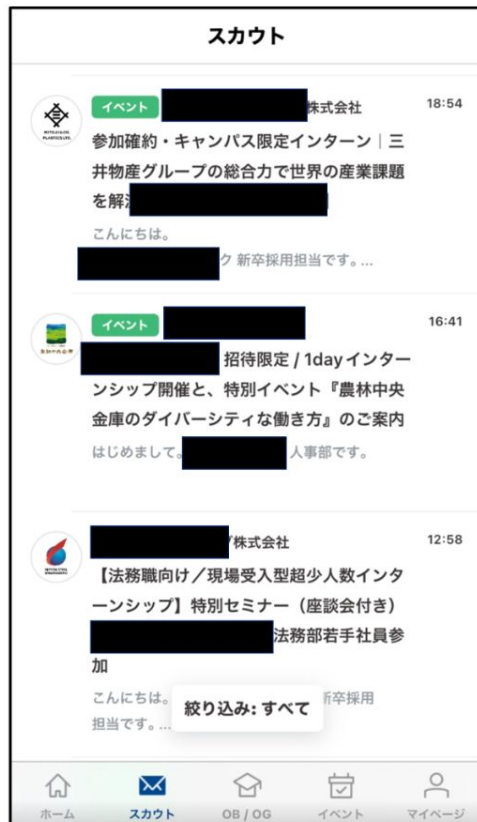 スカウト
イベント
株式会社
18:54
参加確約・キャンパス限定インターン｜三
井物産グループの総合力で世界の産業課題
を解
こんにちは。
ク 新卒採用担当です。...
イベント
16:41
招待限定 / 1dayインター
ンシップ開催と、特別イベント『農林中央
金庫のダイバーシティな働き方』のご案内
はじめまして。
人事部です。
株式会社
12:58
【法務職向け／現場受入型超少人数インタ
ーンシップ】特別セミナー（座談会付き）
法務部若手社員参
加
こんにちは。
新卒採用
担当です。...
絞り込み: すべて
ホーム
スカウト
OB / OG
イベント
マイページ